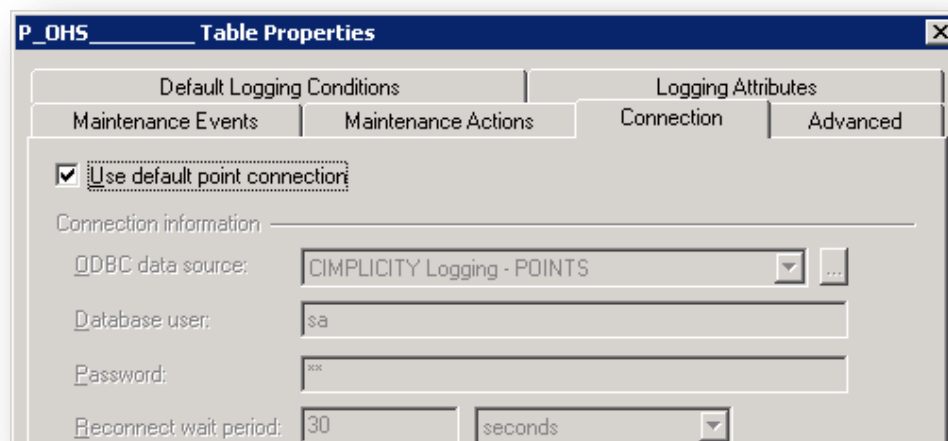 P_OHS_________ Table Properties
Default Logging Conditions Logging Attributes
Maintenance Events Maintenance Actions Connection Advanced
Use default point connection
Connection information
ODBC data source: CIMPLICITY Logging - POINTS ...
Database user: sa
Password: **
Reconnect wait period: 30 seconds